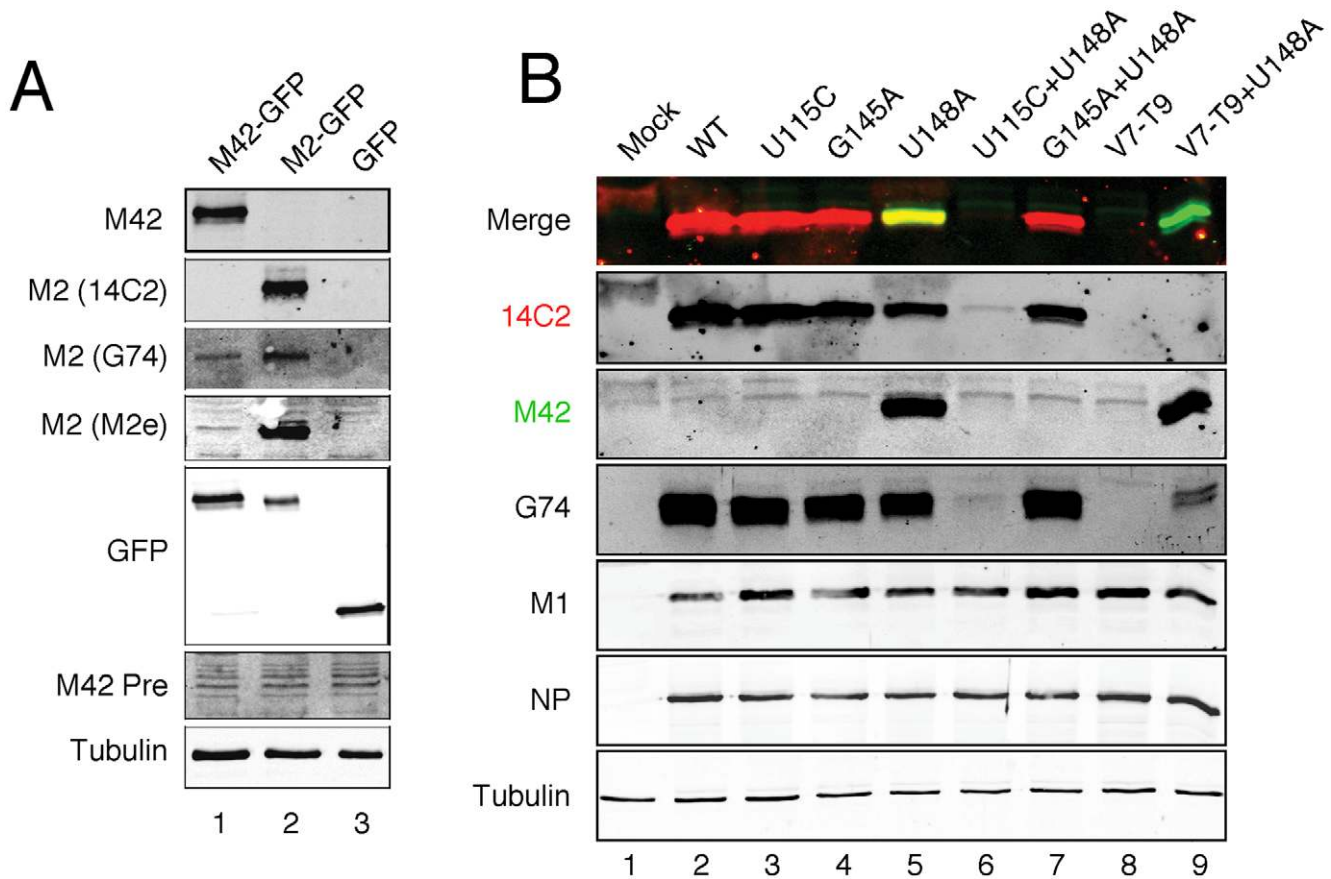 A
M42-GFP
M2-GFP
GFP
M42
M2 (14C2)
M2 (G74)
M2 (M2e)
GFP
M42 Pre
Tubulin
1 2 3
B
Mock
WT
U115C
G145A
U148A
U115C+U148A
G145A+U148A
V7-T9
V7-T9+U148A
Merge
14C2
M42
G74
M1
NP
Tubulin
1 2 3 4 5 6 7 8 9